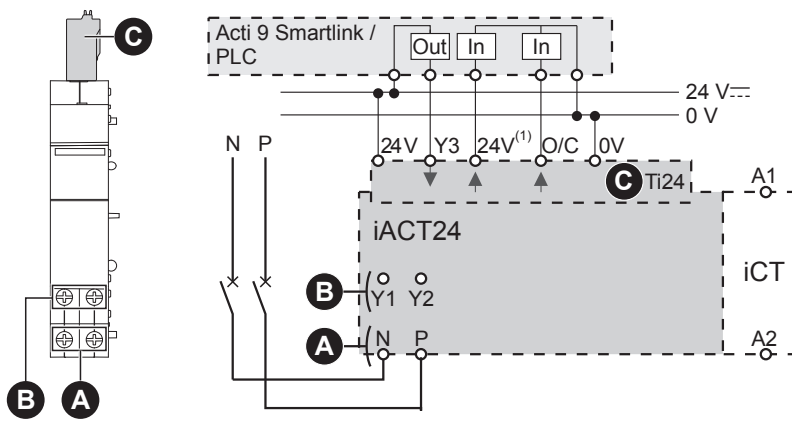 C
B A
Acti 9 Smartlink /
PLC
Out In In
24 V
0 V
N P
24V Y3 24V(1) O/C 0V
C Ti24
A1
iACT24
iCT
B Y1 Y2
A N P
A2